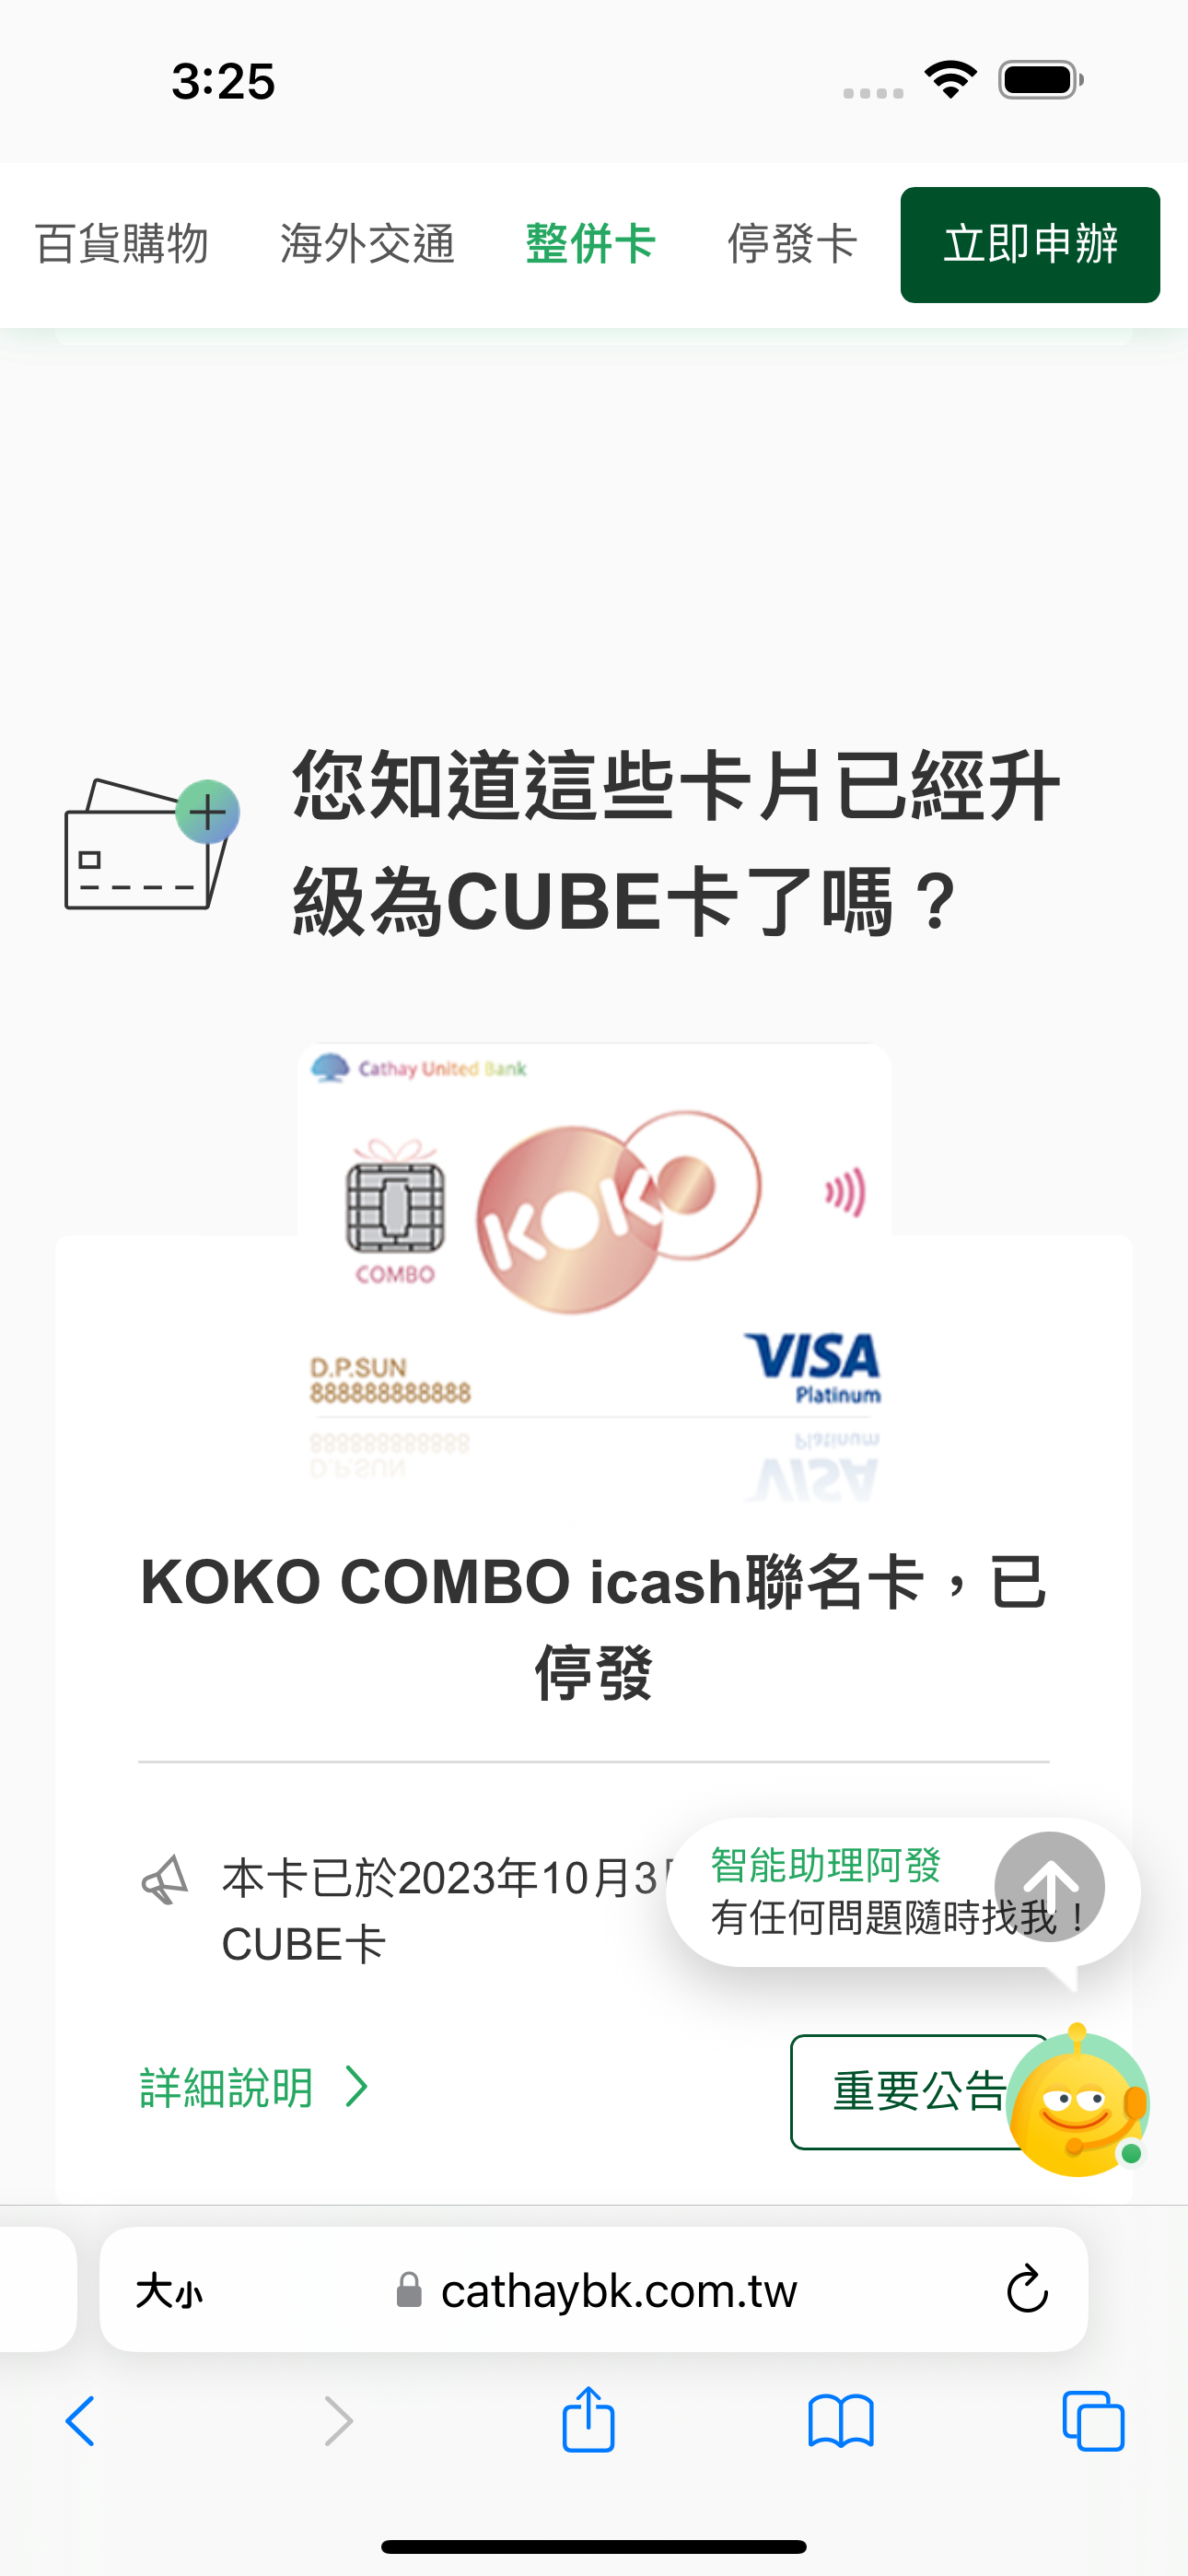 3:25
百貨購物 海外交通 整併卡 停發卡 立即申辦
您知道這些卡片已經升
級為CUBE卡了嗎？
Cathay United Bank
KOKO
COMBO
D.P.SUN
888888888888
VISA
Platinum
KOKO COMBO icash聯名卡，已
停發
本卡已於2023年10月3
CUBE卡
智能助理阿發
有任何問題隨時找我！
詳細說明
重要公告
大小 cathaybk.com.tw